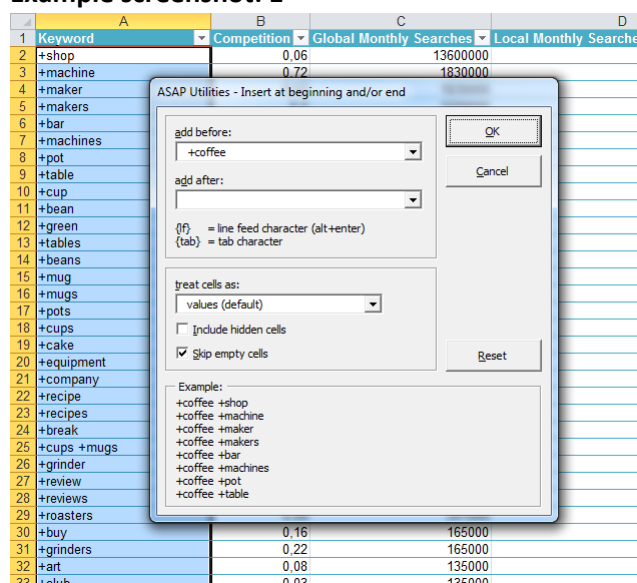 Example screenshot: 2
A B C D
1 Keyword Competition Global Monthly Searches Local Monthly Searche
2 +shop 0,06 13600000
3 +machine 0,72 1830000
4 +maker
5 +makers
6 +bar
7 +machines
8 +pot
9 +table
10 +cup
11 +bean
12 +green
13 +tables
14 +beans
15 +mug
16 +mugs
17 +pots
18 +cups
19 +cake
20 +equipment
21 +company
22 +recipe
23 +recipes
24 +break
25 +cups +mugs
26 +grinder
27 +review
28 +reviews
29 +roasters
30 +buy 0,16 165000
31 +grinders 0,22 165000
32 +art 0,08 135000
33 +club 0,03 135000
ASAP Utilities - Insert at beginning and/or end
add before:
+coffee
add after:
{lf} = line feed character (alt+enter)
{tab} = tab character
treat cells as:
values (default)
Include hidden cells
Skip empty cells
OK
Cancel
Reset
Example:
+coffee +shop
+coffee +machine
+coffee +maker
+coffee +makers
+coffee +bar
+coffee +machines
+coffee +pot
+coffee +table